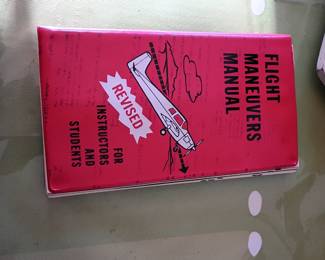 FLIGHT
MANEUVERS
MANUAL
REVISED
FOR
INSTRUCTORS
AND
STUDENTS